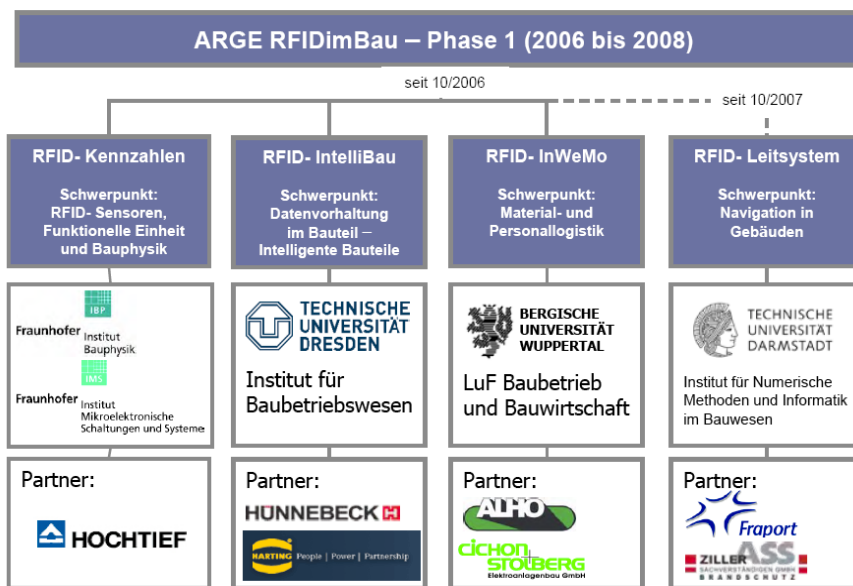 ARGE RFIDimBau – Phase 1 (2006 bis 2008)
seit 10/2006
seit 10/2007
RFID- Kennzahlen
Schwerpunkt:
RFID- Sensoren,
Funktionelle Einheit
und Bauphysik
RFID- IntelliBau
Schwerpunkt:
Datenvorhaltung
im Bauteil –
Intelligente Bauteile
RFID- InWeMo
Schwerpunkt:
Material- und
Personallogistik
RFID- Leitsystem
Schwerpunkt:
Navigation in
Gebäuden
IBP
Fraunhofer Institut
Bauphysik
IMS
Fraunhofer Institut
Mikroelektronische
Schaltungen und Systeme
TECHNISCHE
UNIVERSITÄT
DRESDEN
Institut für
Baubetriebswesen
BERGISCHE
UNIVERSITÄT
WUPPERTAL
LuF Baubetrieb
und Bauwirtschaft
TECHNISCHE
UNIVERSITÄT
DARMSTADT
Institut für Numerische
Methoden und Informatik
im Bauwesen
Partner:
HOCHTIEF
Partner:
HÜNNEBECK H
HARTING People | Power | Partnership
Partner:
ALHO
CICHON
STOLBERG
Elektroanlagenbau GmbH
Partner:
Fraport
ZILLER ASS
SACHVERSTÄNDIGEN GMBH
BRANDSCHUTZ